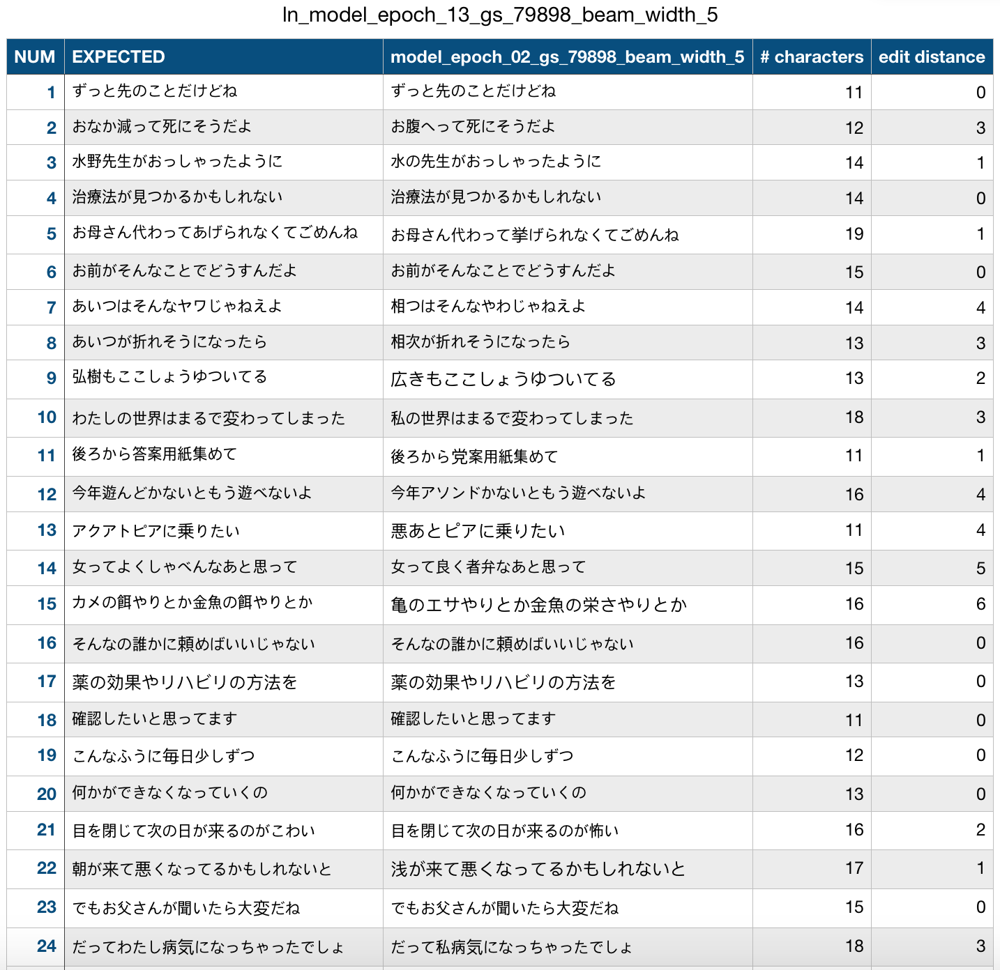 ln_model_epoch_13_gs_79898_beam_width_5
NUM EXPECTED model_epoch_02_gs_79898_beam_width_5 # characters edit distance
1 ずっと先のことだけどね ずっと先のことだけどね 11 0
2 おなか減って死にそうだよ お腹へって死にそうだよ 12 3
3 水野先生がおっしゃったように 水の先生がおっしゃったように 14 1
4 治療法が見つかるかもしれない 治療法が見つかるかもしれない 14 0
5 お母さん代わってあげられなくてごめんね お母さん代わって挙げられなくてごめんね 19 1
6 お前がそんなことでどうすんだよ お前がそんなことでどうすんだよ 15 0
7 あいつはそんなヤワじゃねえよ 相つはそんなやわじゃねえよ 14 4
8 あいつが折れそうになったら 相次が折れそうになったら 13 3
9 弘樹もここしょうゆついてる 広きもここしょうゆついてる 13 2
10 わたしの世界はまるで変わってしまった 私の世界はまるで変わってしまった 18 3
11 後ろから答案用紙集めて 後ろから党案用紙集めて 11 1
12 今年遊んどかないともう遊べないよ 今年アソンドかないともう遊べないよ 16 4
13 アクアトピアに乗りたい 悪あとピアに乗りたい 11 4
14 女ってよくしゃべんなあと思って 女って良く者弁なあと思って 15 5
15 カメの餌やりとか金魚の餌やりとか 亀のエサやりとか金魚の栄さやりとか 16 6
16 そんなの誰かに頼めばいいじゃない そんなの誰かに頼めばいいじゃない 16 0
17 薬の効果やリハビリの方法を 薬の効果やリハビリの方法を 13 0
18 確認したいと思ってます 確認したいと思ってます 11 0
19 こんなふうに毎日少しずつ こんなふうに毎日少しずつ 12 0
20 何かができなくなっていくの 何かができなくなっていくの 13 0
21 目を閉じて次の日が来るのがこわい 目を閉じて次の日が来るのが怖い 16 2
22 朝が来て悪くなってるかもしれないと 浅が来て悪くなってるかもしれないと 17 1
23 でもお父さんが聞いたら大変だね でもお父さんが聞いたら大変だね 15 0
24 だってわたし病気になっちゃったでしょ だって私病気になっちゃったでしょ 18 3